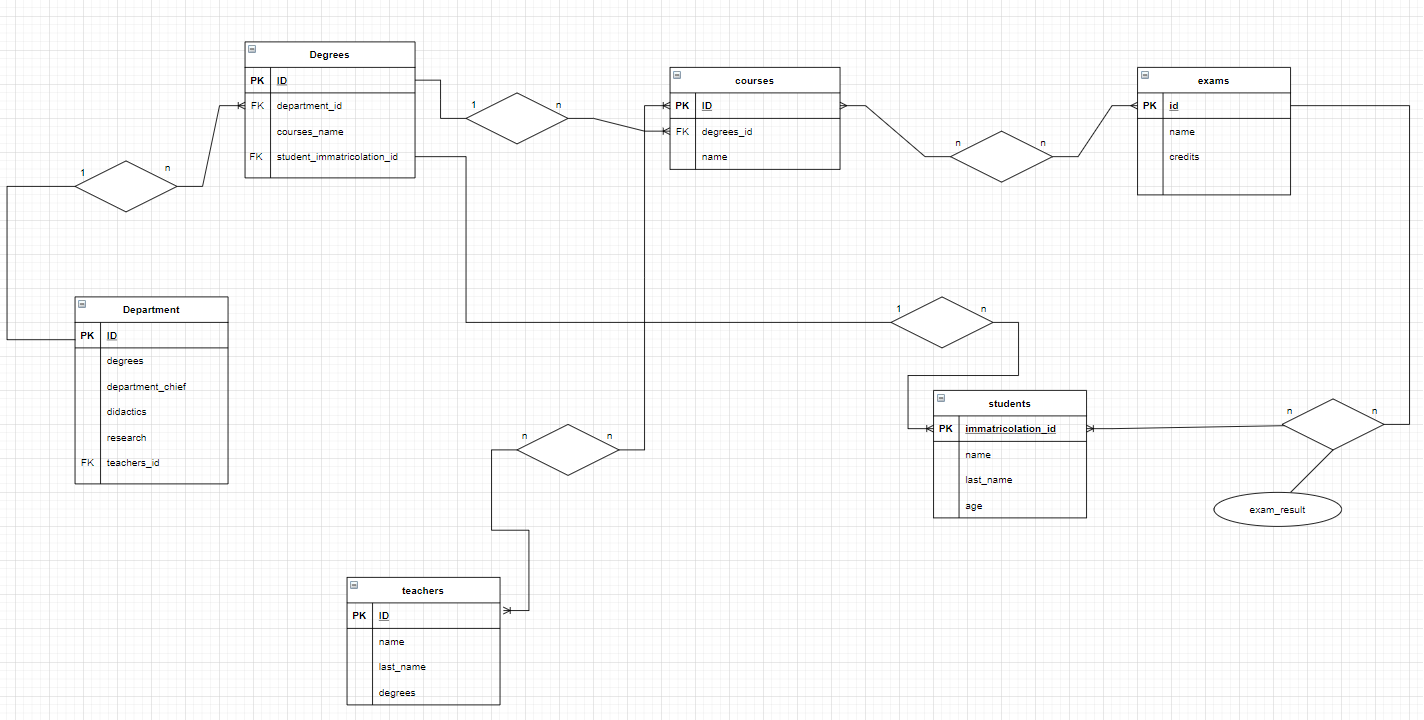 Degrees
PK ID
FK department_id
courses_name
FK student_immatricolation_id
1
n
courses
PK ID
FK degrees_id
name
n
n
exams
PK id
name
credits
1
n
Department
PK ID
degrees
department_chief
didactics
research
FK teachers_id
1
n
students
PK immatricolation_id
name
last_name
age
n
n
exam_result
n
n
teachers
PK ID
name
last_name
degrees